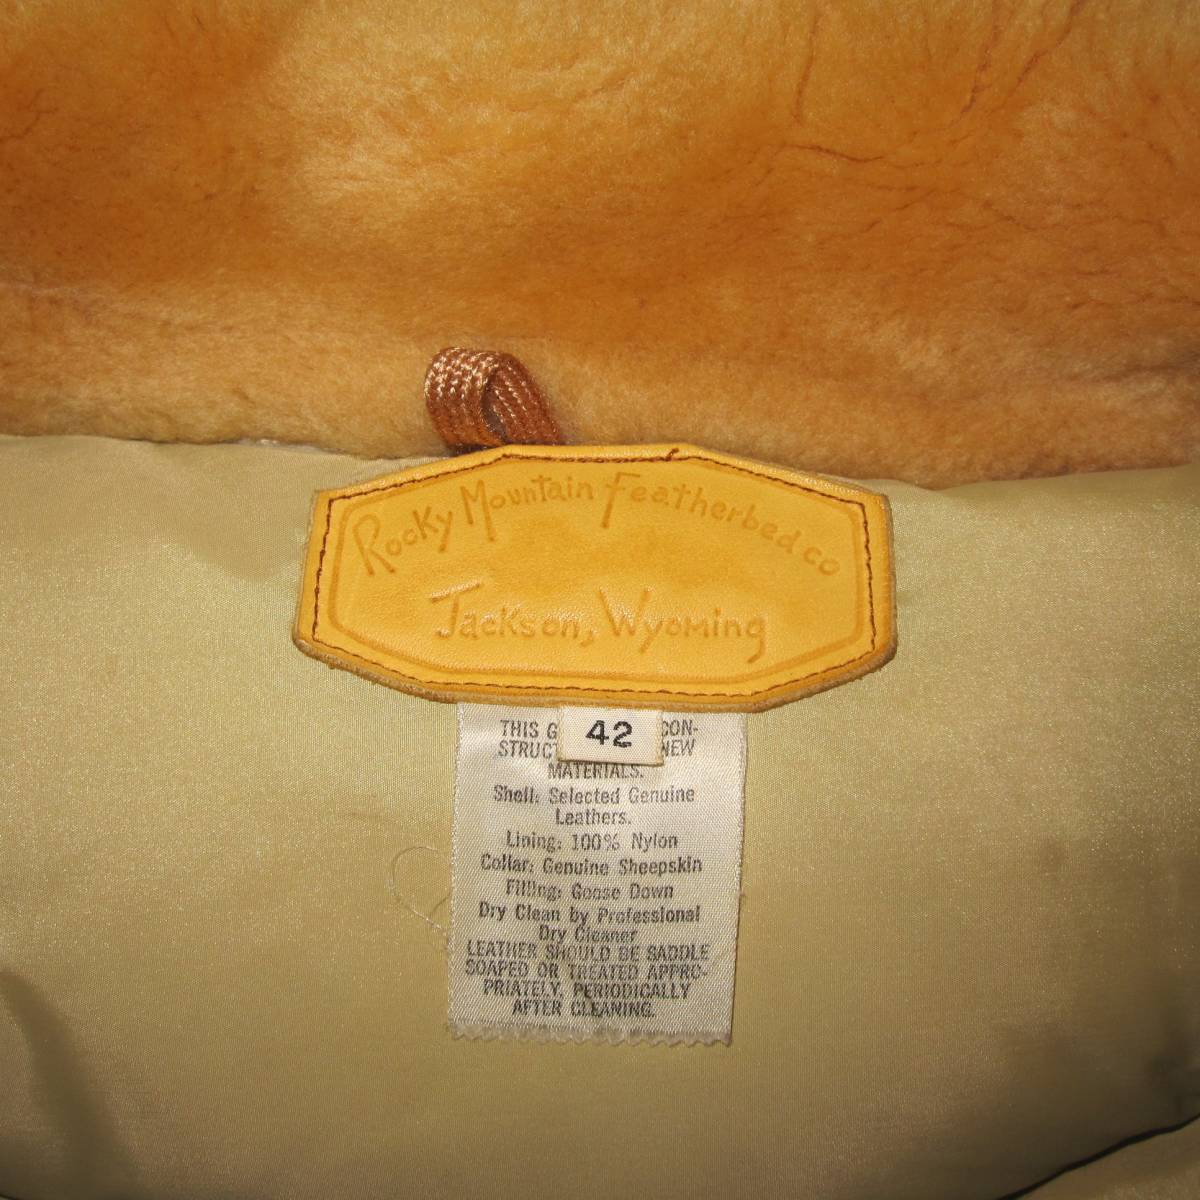 Rocky Mountain Featherbed co
Jackson, Wyoming
42
THIS G CON-
STRUCT NEW
MATERIALS.
Shell: Selected Genuine
Leathers.
Lining: 100% Nylon
Collar: Genuine Sheepskin
Filling: Goose Down
Dry Clean by Professional
Dry Cleaner
LEATHER SHOULD BE SADDLE
SOAPED OR TREATED APPRO-
PRIATELY, PERIODICALLY
AFTER CLEANING.